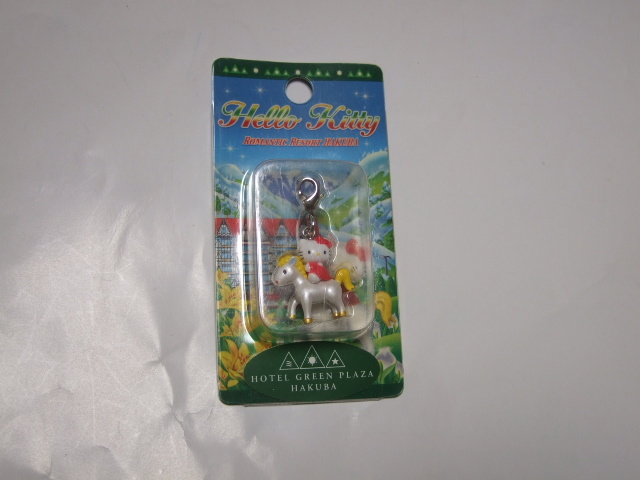 Hello Kitty
ROMANTIC RESORT HAKUBA
HOTEL GREEN PLAZA
HAKUBA